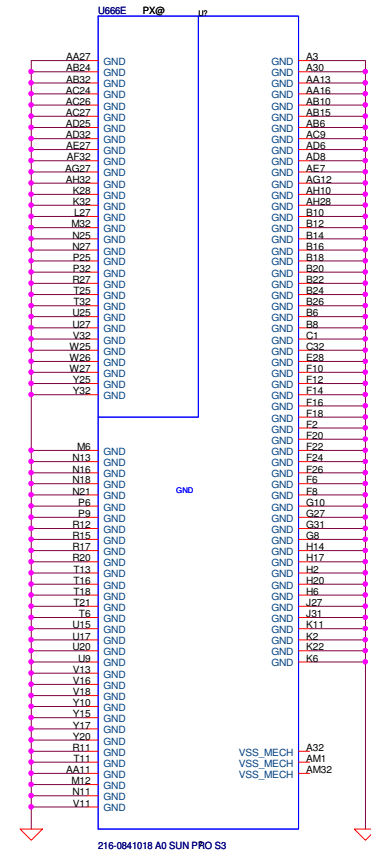 U666E PX@ U?
AA27 GND
AB24 GND
AB32 GND
AC24 GND
AC26 GND
AC27 GND
AD25 GND
AD32 GND
AE27 GND
AF32 GND
AG27 GND
AH32 GND
K28 GND
K32 GND
L27 GND
M32 GND
N25 GND
N27 GND
P25 GND
P32 GND
R27 GND
T25 GND
T32 GND
U25 GND
U27 GND
V32 GND
W25 GND
W26 GND
W27 GND
Y25 GND
Y32 GND
M6 GND
N13 GND
N16 GND
N18 GND
N21 GND
P6 GND
P9 GND
R12 GND
R15 GND
R17 GND
R20 GND
T13 GND
T16 GND
T18 GND
T21 GND
T6 GND
U15 GND
U17 GND
U20 GND
U9 GND
V13 GND
V16 GND
V18 GND
Y10 GND
Y15 GND
Y17 GND
Y20 GND
R11 GND
T11 GND
AA11 GND
M12 GND
N11 GND
V11 GND
GND
GND A3
GND A30
GND AA13
GND AA16
GND AB10
GND AB15
GND AB6
GND AC9
GND AD6
GND AD8
GND AE7
GND AG12
GND AH10
GND AH28
GND B10
GND B12
GND B14
GND B16
GND B18
GND B20
GND B22
GND B24
GND B26
GND B6
GND B8
GND C1
GND C32
GND E28
GND F10
GND F12
GND F14
GND F16
GND F18
GND F2
GND F20
GND F22
GND F24
GND F26
GND F6
GND F8
GND G10
GND G27
GND G31
GND G8
GND H14
GND H17
GND H2
GND H20
GND H6
GND J27
GND J31
GND K11
GND K2
GND K22
GND K6
VSS_MECH A32
VSS_MECH AM1
VSS_MECH AM32
216-0841018 A0 SUN PRO S3